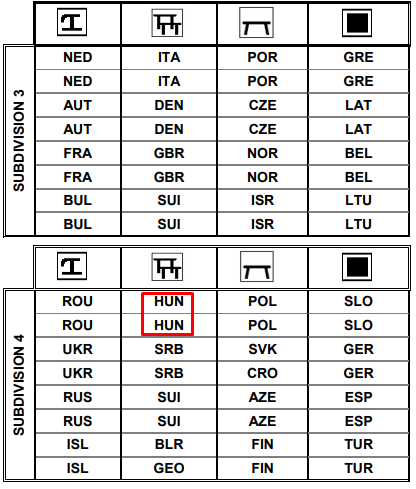 SUBDIVISION 3
NED ITA POR GRE
NED ITA POR GRE
AUT DEN CZE LAT
AUT DEN CZE LAT
FRA GBR NOR BEL
FRA GBR NOR BEL
BUL SUI ISR LTU
BUL SUI ISR LTU
SUBDIVISION 4
ROU HUN POL SLO
ROU HUN POL SLO
UKR SRB SVK GER
UKR SRB CRO GER
RUS SUI AZE ESP
RUS SUI AZE ESP
ISL BLR FIN TUR
ISL GEO FIN TUR